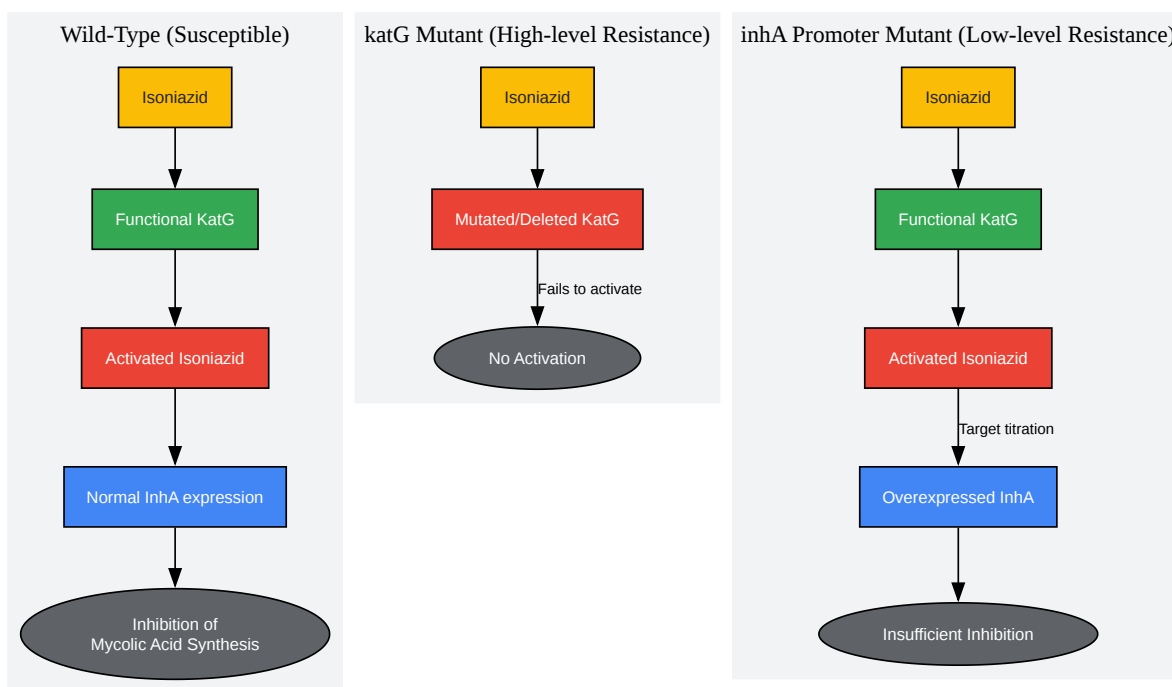 Wild-Type (Susceptible)
Isoniazid
Functional KatG
Activated Isoniazid
Normal InhA expression
Inhibition of
Mycolic Acid Synthesis
katG Mutant (High-level Resistance)
Isoniazid
Mutated/Deleted KatG
Fails to activate
No Activation
inhA Promoter Mutant (Low-level Resistance)
Isoniazid
Functional KatG
Activated Isoniazid
Target titration
Overexpressed InhA
Insufficient Inhibition